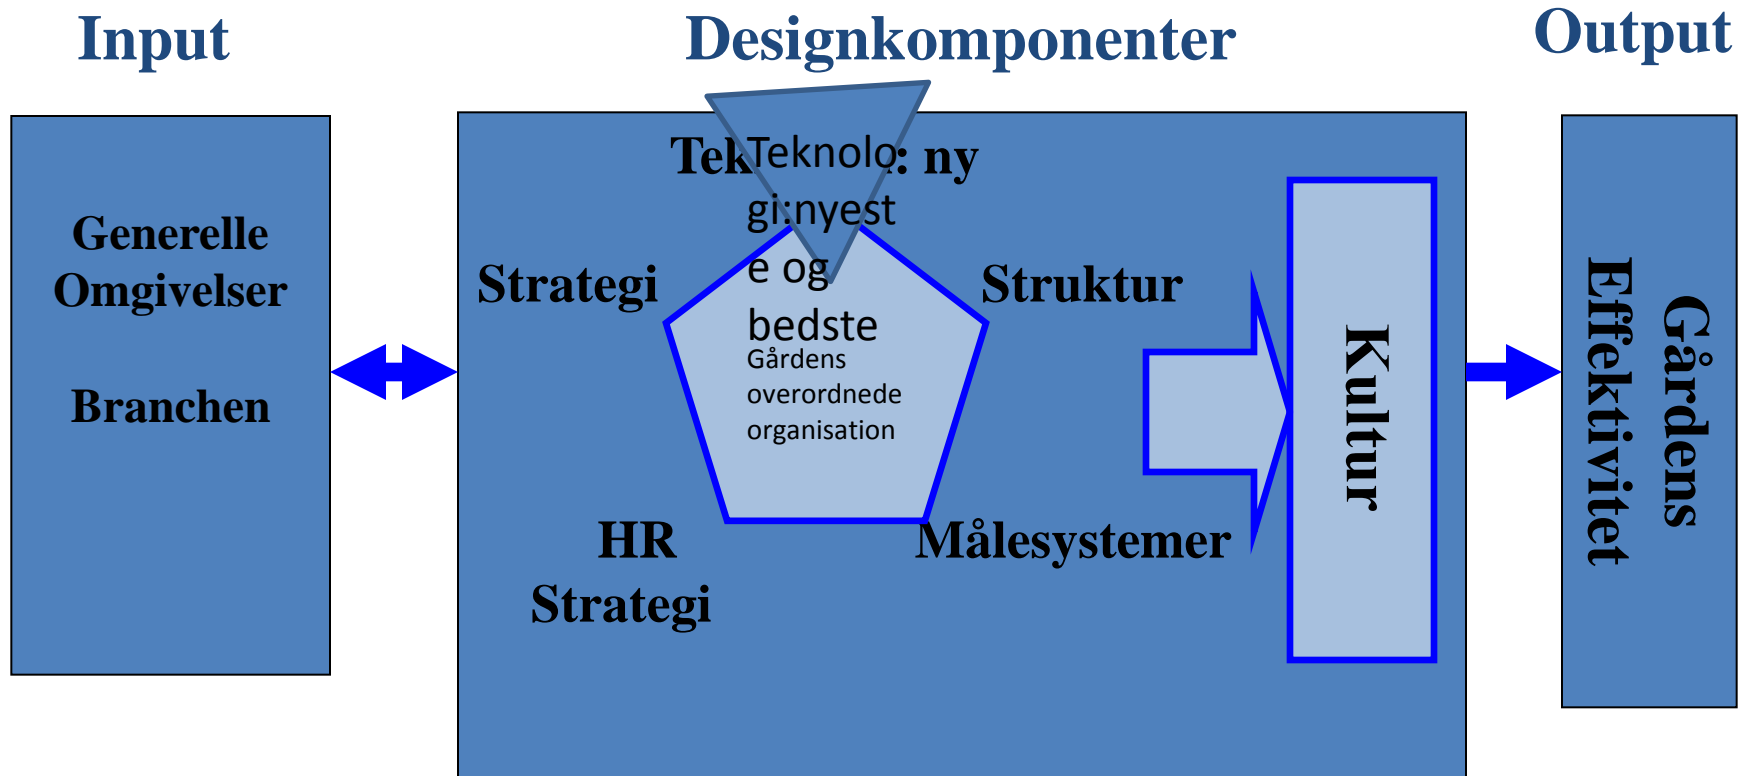 Input
Designkomponenter
Output
Generelle
Omgivelser
Branchen
Tek : ny
Teknolo
gi:nyest
e og
bedste
Gårdens
overordnede
organisation
Strategi
Struktur
HR
Strategi
Målesystemer
Kultur
Gårdens
Effektivitet